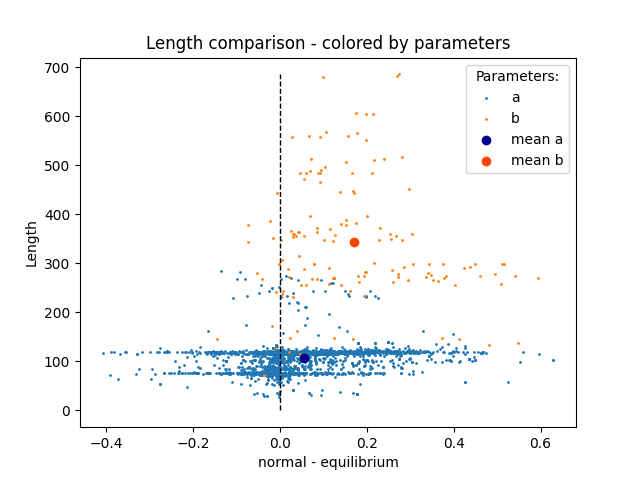 Length comparison - colored by parameters
700
600
500
400
300
200
100
0
Length
−0.4
−0.2
0.0
0.2
0.4
0.6
normal - equilibrium
Parameters:
a
b
mean a
mean b